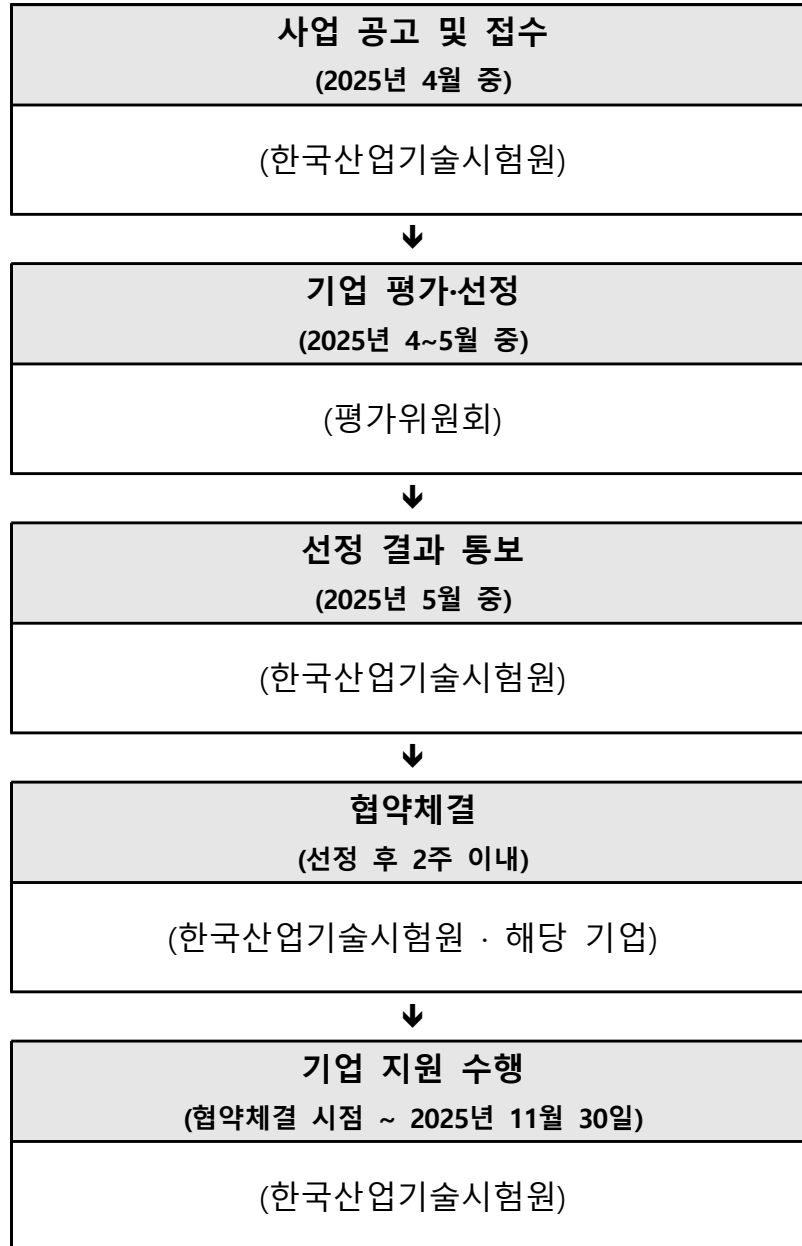 사업 공고 및 접수
(2025년 4월 중)
(한국산업기술시험원)
↓
기업 평가·선정
(2025년 4~5월 중)
(평가위원회)
↓
선정 결과 통보
(2025년 5월 중)
(한국산업기술시험원)
↓
협약체결
(선정 후 2주 이내)
(한국산업기술시험원 · 해당 기업)
↓
기업 지원 수행
(협약체결 시점 ~ 2025년 11월 30일)
(한국산업기술시험원)